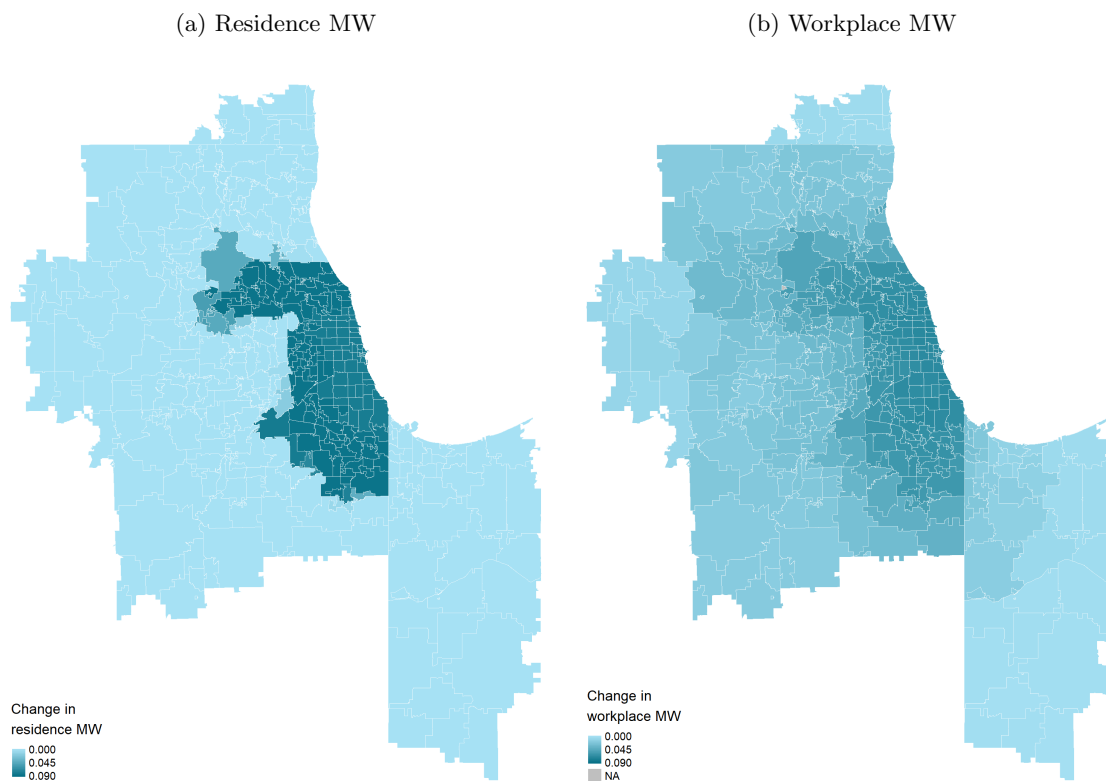 (a) Residence MW
(b) Workplace MW
Change in
residence MW
0.000
0.045
0.090
Change in
workplace MW
0.000
0.045
0.090
NA